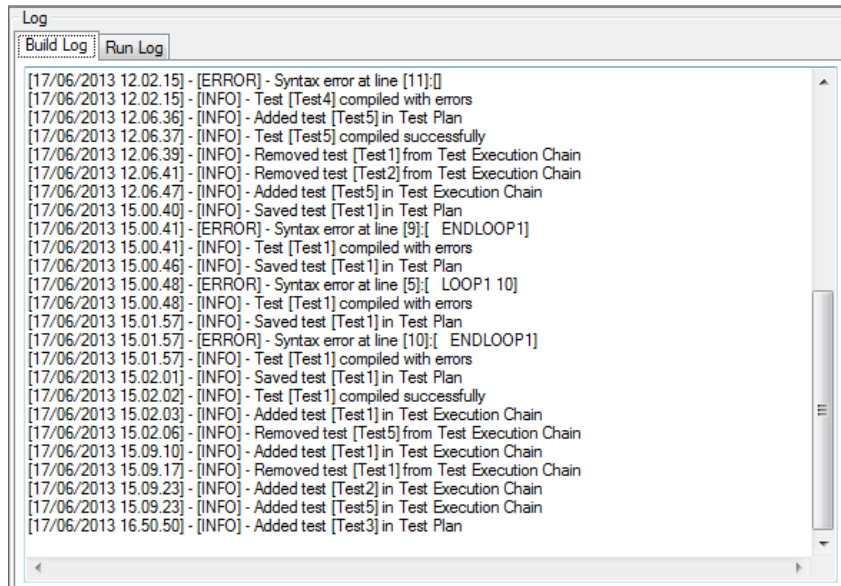 Log
Build Log Run Log
[17/06/2013 12.02.15] - [ERROR] - Syntax error at line [11]:[]
[17/06/2013 12.02.15] - [INFO] - Test [Test4] compiled with errors
[17/06/2013 12.06.36] - [INFO] - Added test [Test5] in Test Plan
[17/06/2013 12.06.37] - [INFO] - Test [Test5] compiled successfully
[17/06/2013 12.06.39] - [INFO] - Removed test [Test1] from Test Execution Chain
[17/06/2013 12.06.41] - [INFO] - Removed test [Test2] from Test Execution Chain
[17/06/2013 12.06.47] - [INFO] - Added test [Test5] in Test Execution Chain
[17/06/2013 15.00.40] - [INFO] - Saved test [Test1] in Test Plan
[17/06/2013 15.00.41] - [ERROR] - Syntax error at line [9]:[   ENDLOOP1]
[17/06/2013 15.00.41] - [INFO] - Test [Test1] compiled with errors
[17/06/2013 15.00.46] - [INFO] - Saved test [Test1] in Test Plan
[17/06/2013 15.00.48] - [ERROR] - Syntax error at line [5]:[   LOOP1 10]
[17/06/2013 15.00.48] - [INFO] - Test [Test1] compiled with errors
[17/06/2013 15.01.57] - [INFO] - Saved test [Test1] in Test Plan
[17/06/2013 15.01.57] - [ERROR] - Syntax error at line [10]:[   ENDLOOP1]
[17/06/2013 15.01.57] - [INFO] - Test [Test1] compiled with errors
[17/06/2013 15.02.01] - [INFO] - Saved test [Test1] in Test Plan
[17/06/2013 15.02.02] - [INFO] - Test [Test1] compiled successfully
[17/06/2013 15.02.03] - [INFO] - Added test [Test1] in Test Execution Chain
[17/06/2013 15.02.06] - [INFO] - Removed test [Test5] from Test Execution Chain
[17/06/2013 15.09.10] - [INFO] - Added test [Test1] in Test Execution Chain
[17/06/2013 15.09.17] - [INFO] - Removed test [Test1] from Test Execution Chain
[17/06/2013 15.09.23] - [INFO] - Added test [Test2] in Test Execution Chain
[17/06/2013 15.09.23] - [INFO] - Added test [Test5] in Test Execution Chain
[17/06/2013 16.50.50] - [INFO] - Added test [Test3] in Test Plan